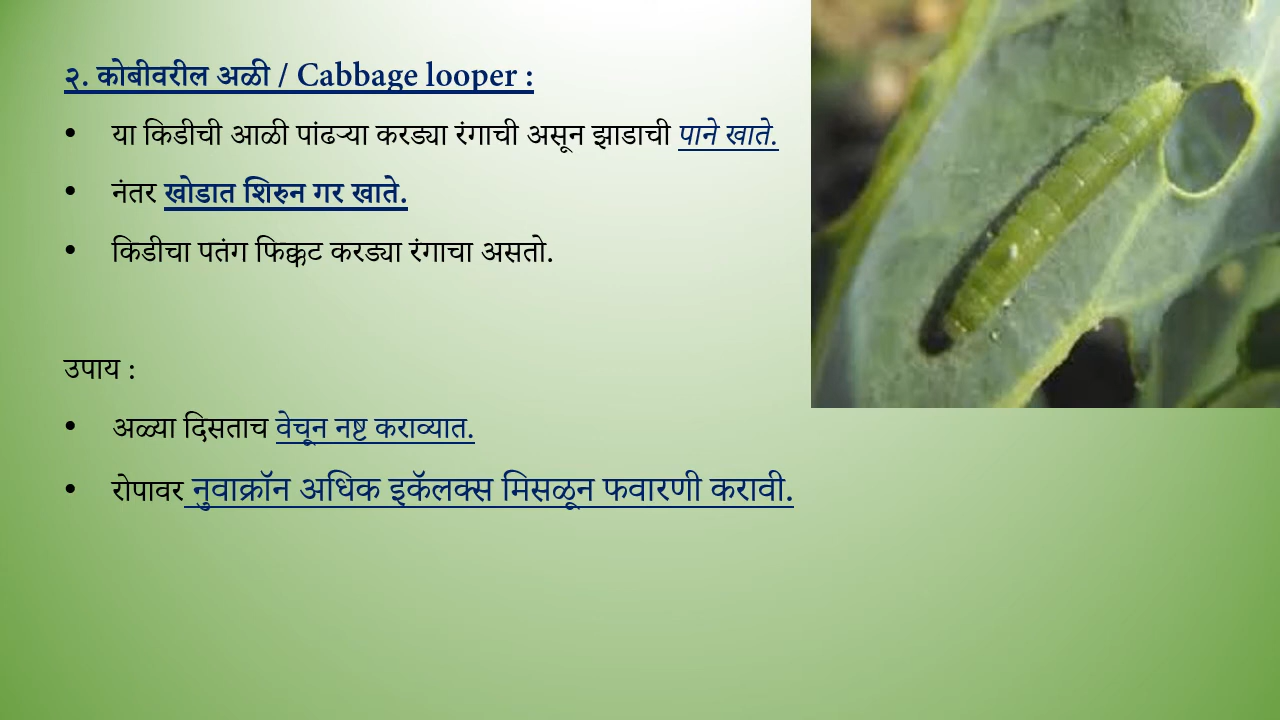 २. कोबीवरील अळी / Cabbage looper :
• या किडीची आळी पांढऱ्या करड्या रंगाची असून झाडाची पाने खाते.
• नंतर खोडात शिरुन गर खाते.
• किडीचा पतंग फिक्कट करड्या रंगाचा असतो.
उपाय :
• अळ्या दिसताच वेचून नष्ट कराव्यात.
• रोपावर नुवाक्रॉन अधिक इकॅलक्स मिसळून फवारणी करावी.